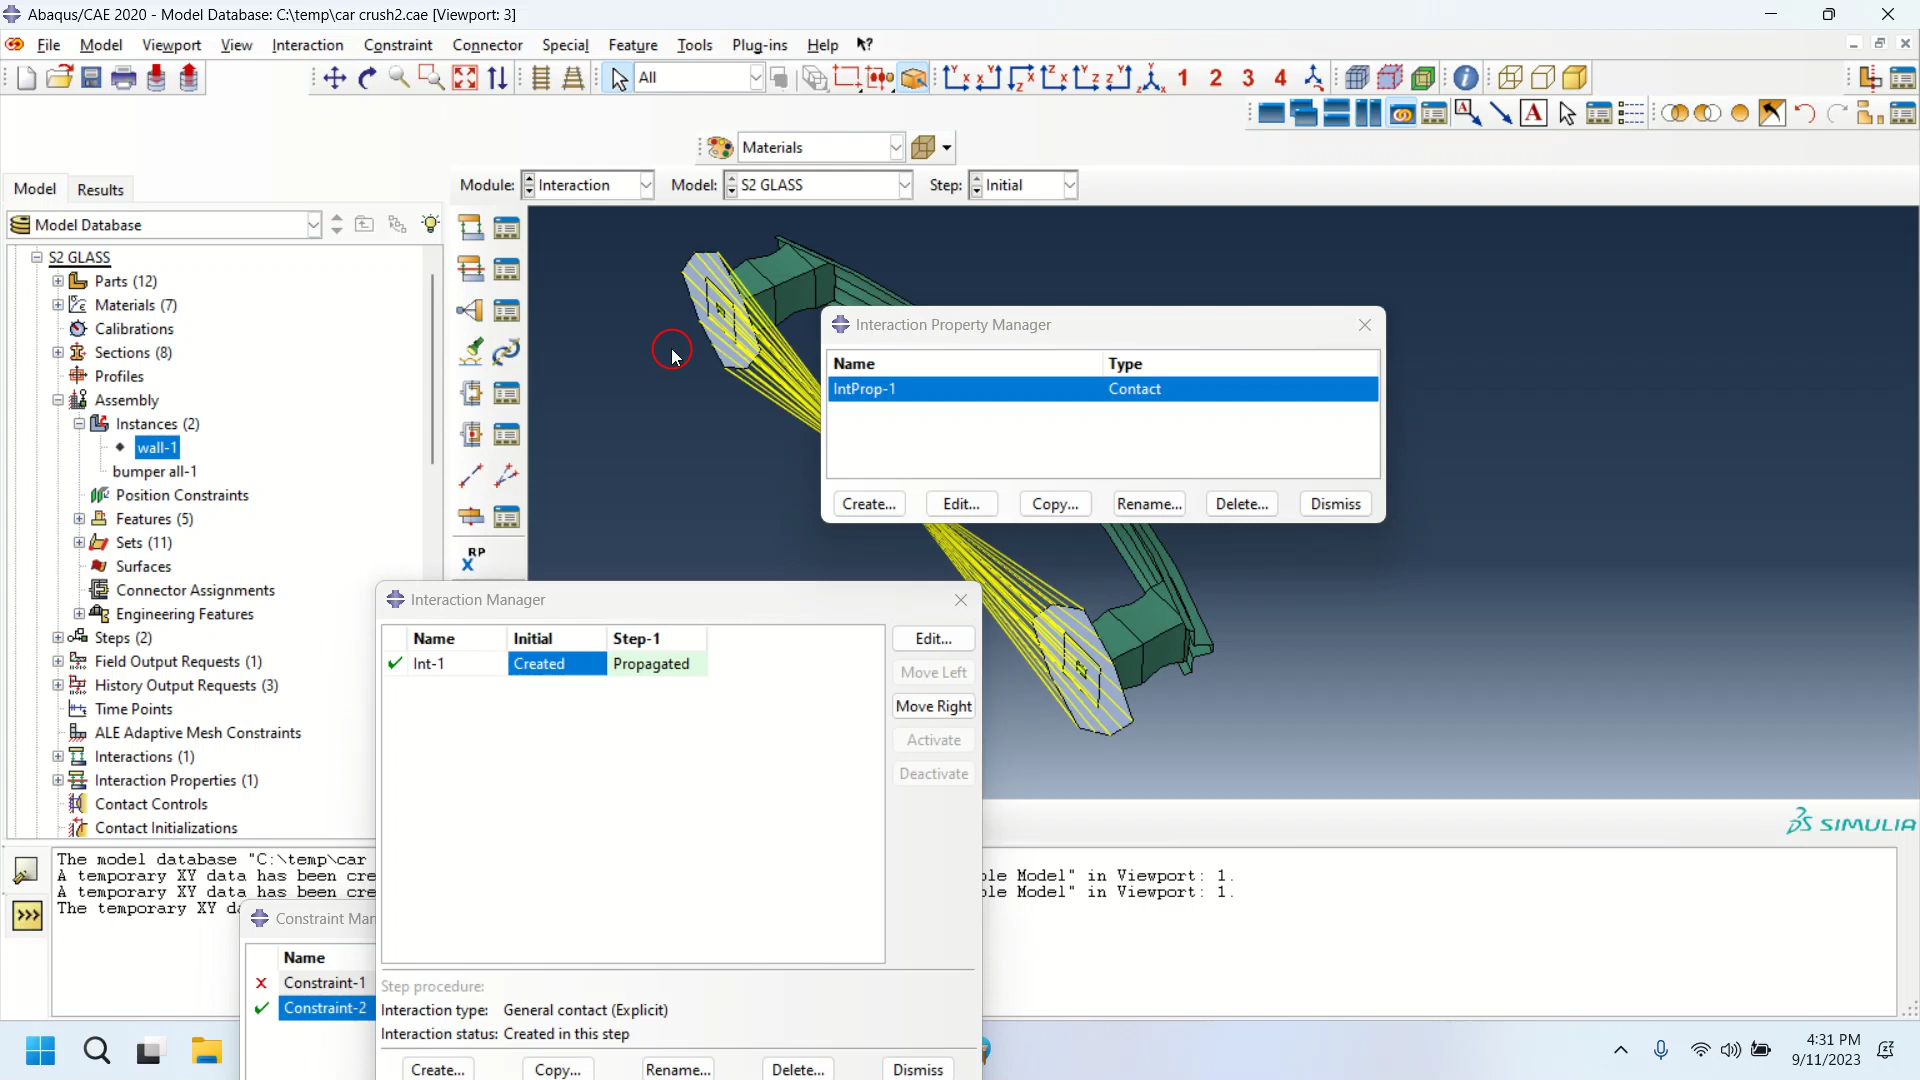 Abaqus/CAE 2020 - Model Database: C:\temp\car crush2.cae [Viewport: 3]
File Model Viewport View Interaction Constraint Connector Special Feature Tools Plug-ins Help
All
1 2 3 4
A
Materials
Model Results
Module: Interaction Model: S2 GLASS Step: Initial
Model Database
S2 GLASS
Parts (12)
Materials (7)
Calibrations
Sections (8)
Profiles
Assembly
Instances (2)
wall-1
bumper all-1
Position Constraints
Features (5)
Sets (11)
Surfaces
Connector Assignments
Engineering Features
Steps (2)
Field Output Requests (1)
History Output Requests (3)
Time Points
ALE Adaptive Mesh Constraints
Interactions (1)
Interaction Properties (1)
Contact Controls
Contact Initializations
RP
Interaction Property Manager
Name Type
IntProp-1 Contact
Create... Edit... Copy... Rename... Delete... Dismiss
Interaction Manager
Name Initial Step-1
Int-1 Created Propagated
Edit...
Move Left
Move Right
Activate
Deactivate
Step procedure:
Interaction type: General contact (Explicit)
Interaction status: Created in this step
Create... Copy... Rename... Delete... Dismiss
SIMULIA
The model database "C:\temp\car
A temporary XY data has been cre
ble Model" in Viewport: 1.
A temporary XY data has been cre
ble Model" in Viewport: 1.
The temporary XY da
Constraint Man
Name
Constraint-1
Constraint-2
4:31 PM
9/11/2023